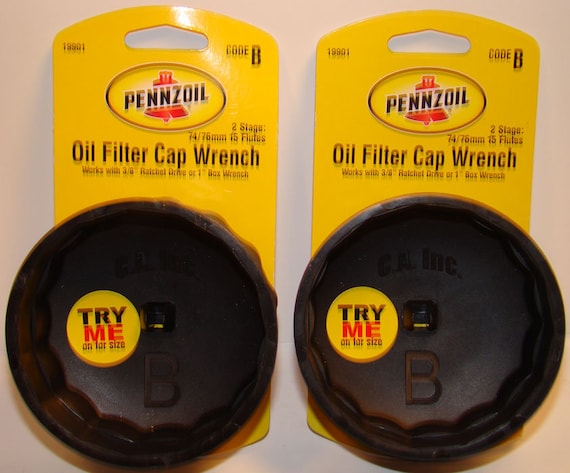 19901
CODE B
PENNZOIL
2 Stage:
74/76mm 15 Flutes
Oil Filter Cap Wrench
Works with 3/8" Ratchet Drive or 1" Box Wrench
C.A. Inc.
TRY
ME
on for size
B
19901
CODE B
PENNZOIL
2 Stage:
74/76mm 15 Flutes
Oil Filter Cap Wrench
Works with 3/8" Ratchet Drive or 1" Box Wrench
C.A. Inc.
TRY
ME
on for size
B